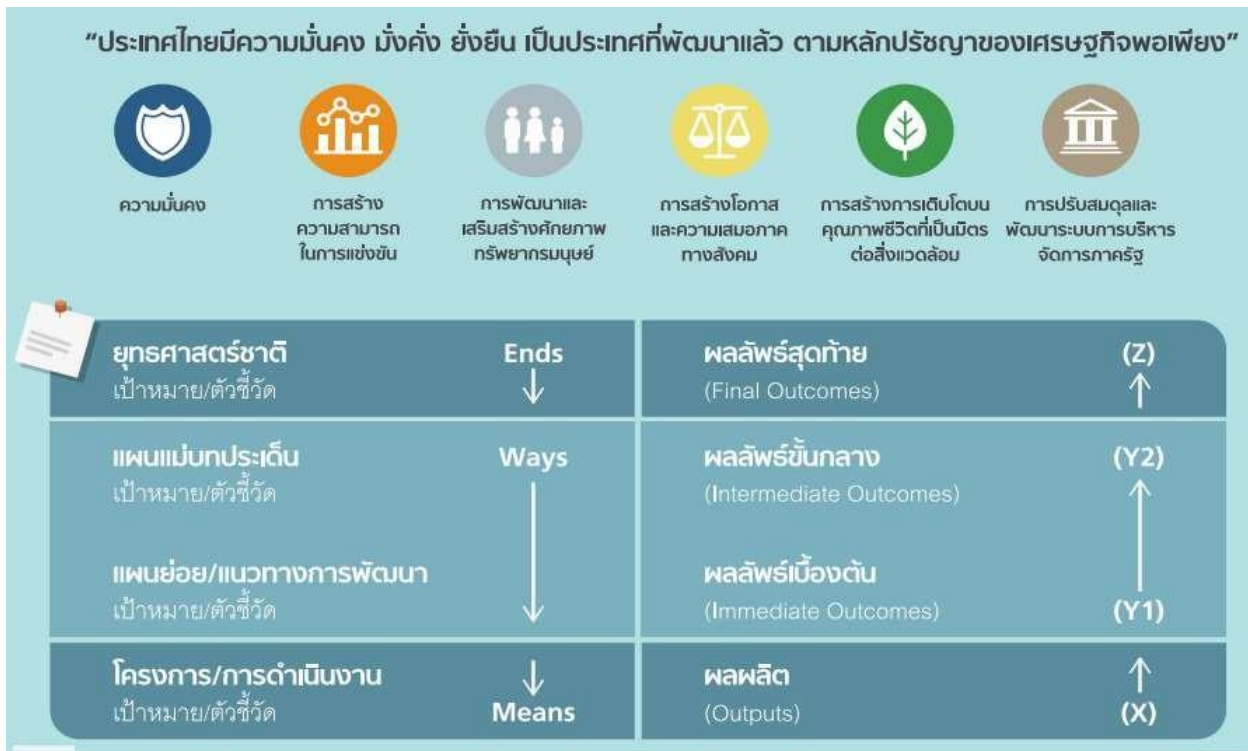 “ประเทศไทยมีความมั่นคง มั่งคั่ง ยั่งยืน เป็นประเทศที่พัฒนาแล้ว ตามหลักปรัชญาของเศรษฐกิจพอเพียง”
ความมั่นคง
การสร้าง
ความสามารถ
ในการแข่งขัน
การพัฒนาและ
เสริมสร้างศักยภาพ
ทรัพยากรมนุษย์
การสร้างโอกาส
และความเสมอภาค
ทางสังคม
การสร้างการเติบโตบน
คุณภาพชีวิตที่เป็นมิตร
ต่อสิ่งแวดล้อม
การปรับสมดุลและ
พัฒนาระบบการบริหาร
จัดการภาครัฐ
ยุทธศาสตร์ชาติ Ends
เป้าหมาย/ตัวชี้วัด
ผลลัพธ์สุดท้าย (Z)
(Final Outcomes)
แผนแม่บทประเด็น Ways
เป้าหมาย/ตัวชี้วัด
ผลลัพธ์ขั้นกลาง (Y2)
(Intermediate Outcomes)
แผนย่อย/แนวทางการพัฒนา
เป้าหมาย/ตัวชี้วัด
ผลลัพธ์เบื้องต้น
(Immediate Outcomes) (Y1)
โครงการ/การดำเนินงาน
เป้าหมาย/ตัวชี้วัด Means
ผลผลิต
(Outputs) (X)